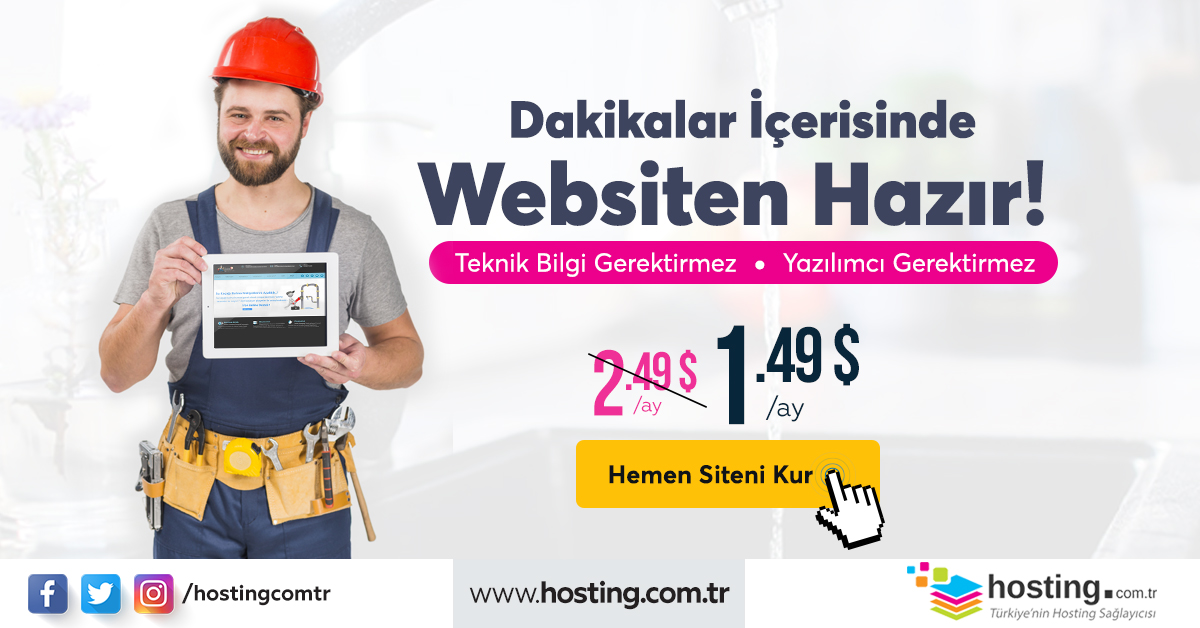 Dakikalar İçerisinde
Websiten Hazır!
Teknik Bilgi Gerektirmez • Yazılımcı Gerektirmez
2.49 $
/ay
1.49 $
/ay
Hemen Siteni Kur
/hostingcomtr
www.hosting.com.tr
hosting.com.tr
Türkiye'nin Hosting Sağlayıcısı